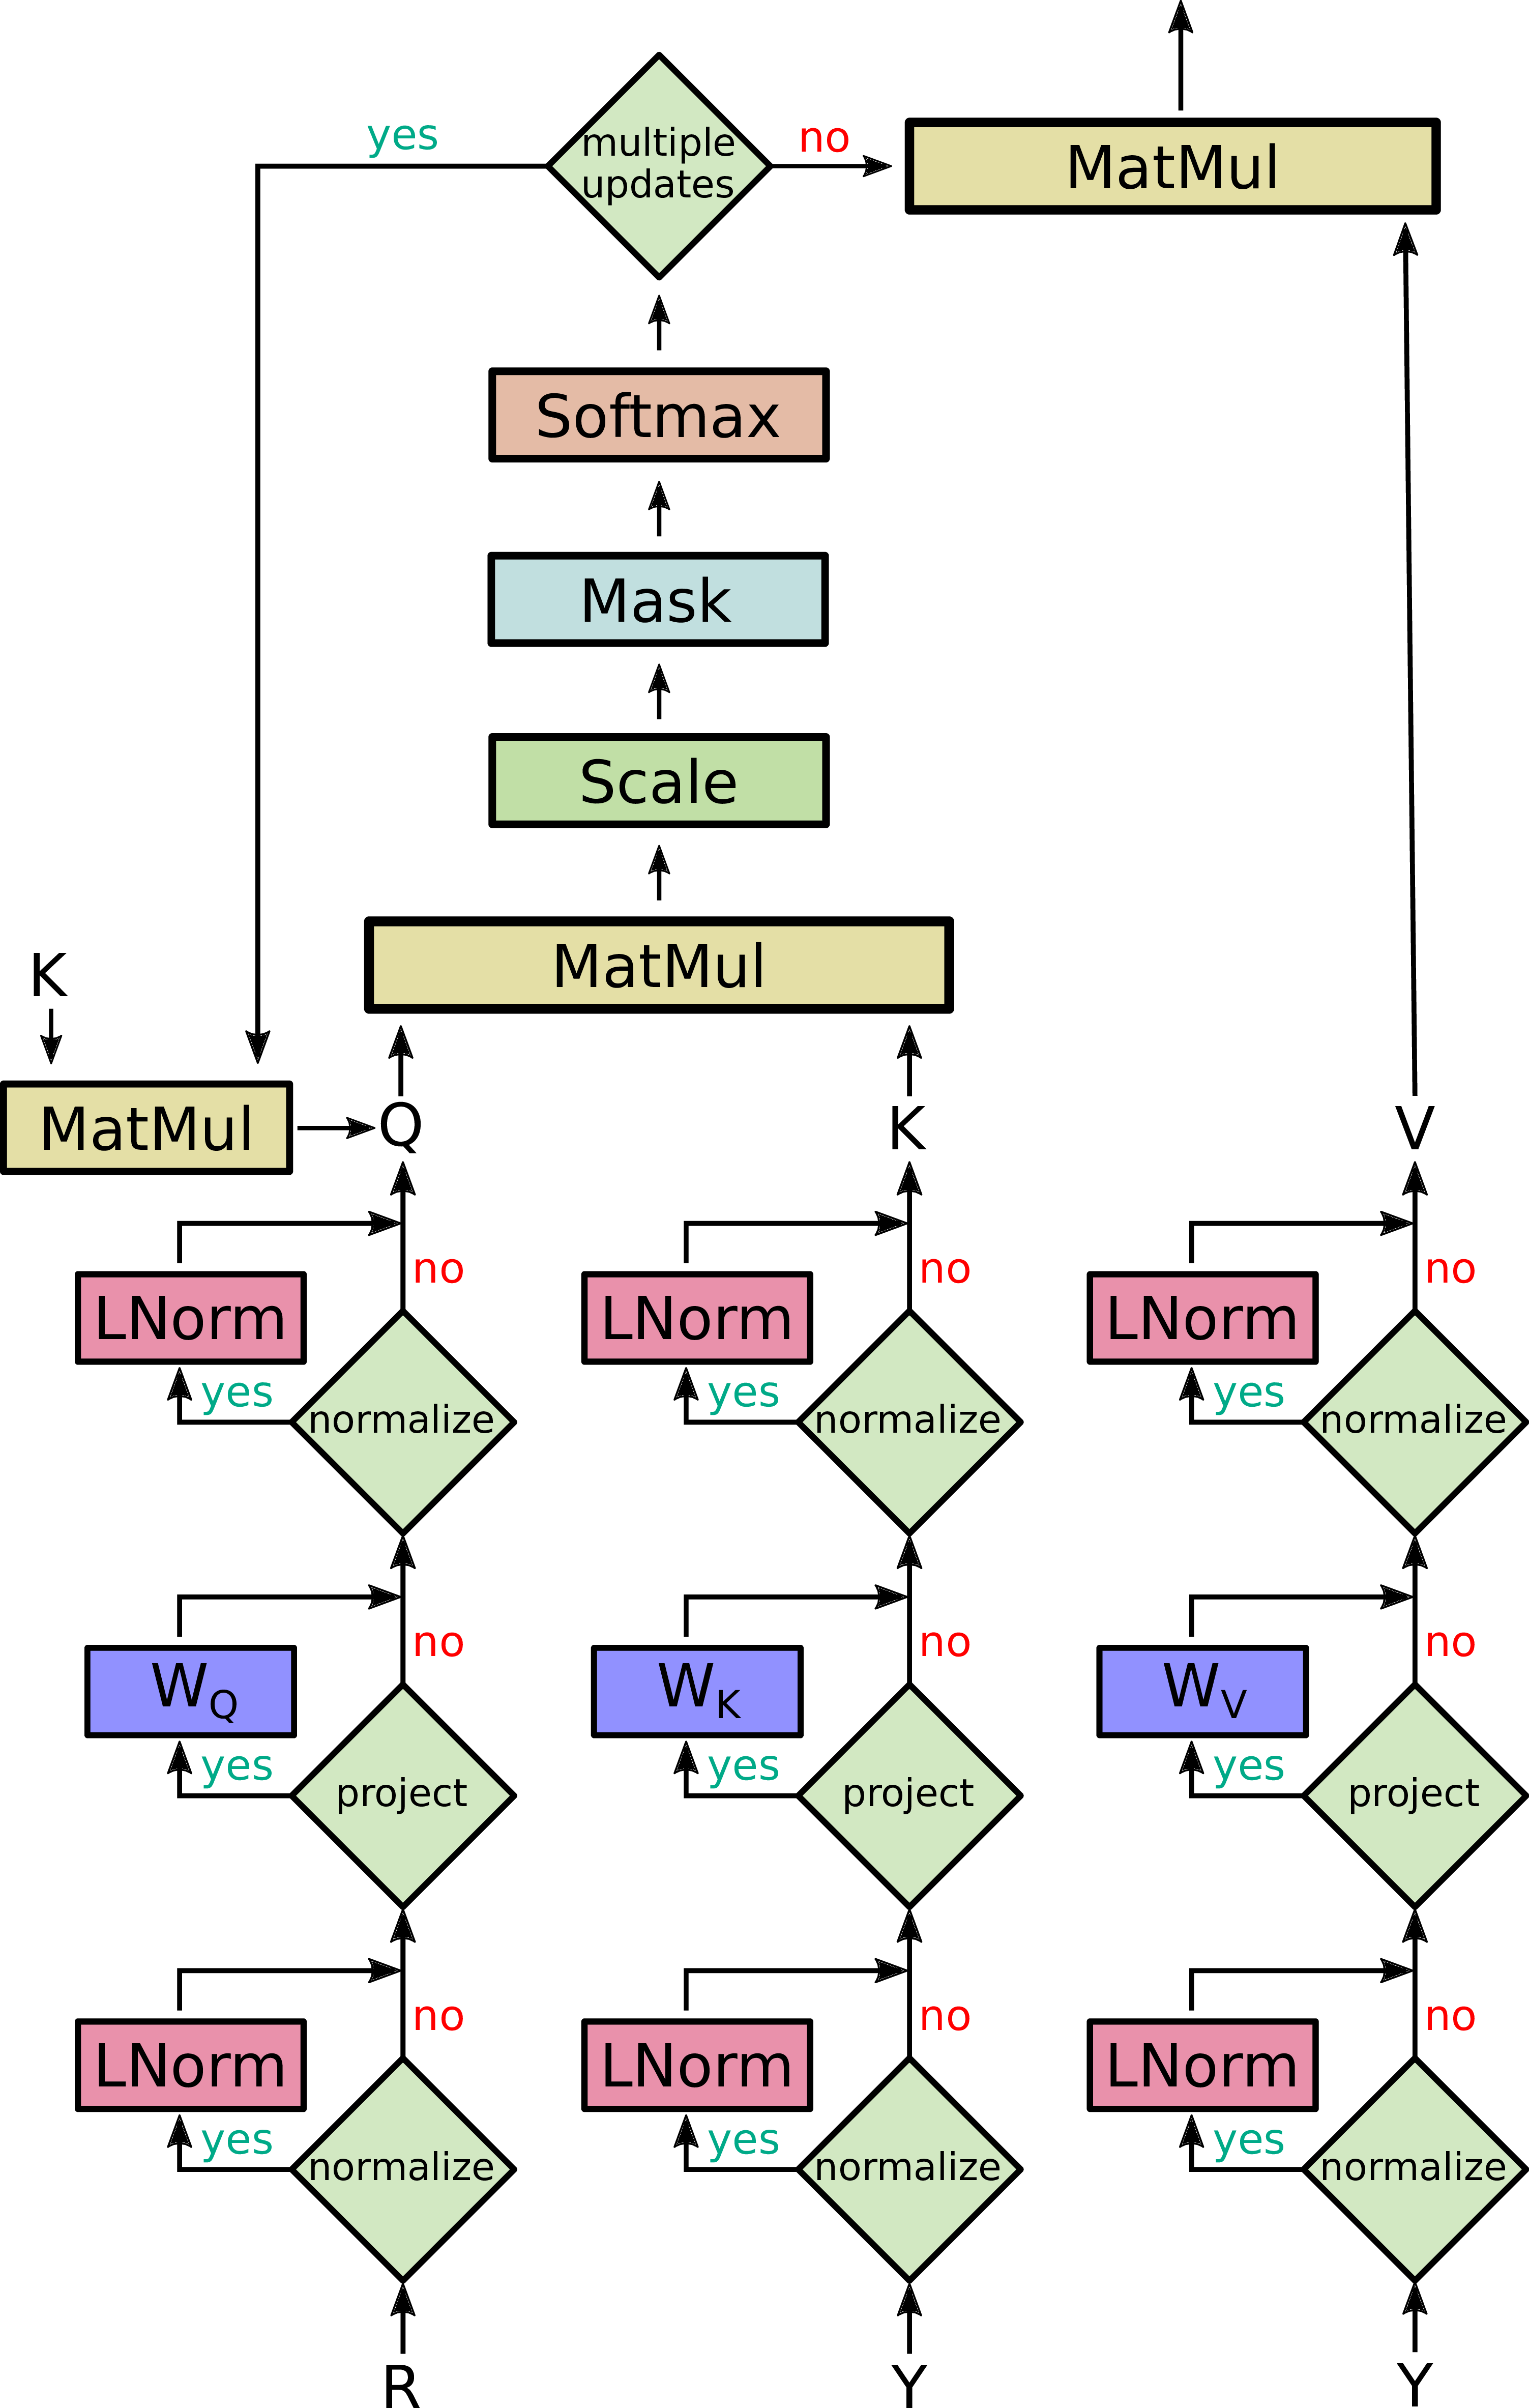 yes
multiple
updates
no
MatMul
Softmax
Mask
Scale
MatMul
K
MatMul
Q
K
V
no
no
no
LNorm
LNorm
LNorm
yes
normalize
yes
normalize
yes
normalize
no
no
no
W_Q
W_K
W_V
yes
project
yes
project
yes
project
no
no
no
LNorm
LNorm
LNorm
yes
normalize
yes
normalize
yes
normalize
R
Y
Y